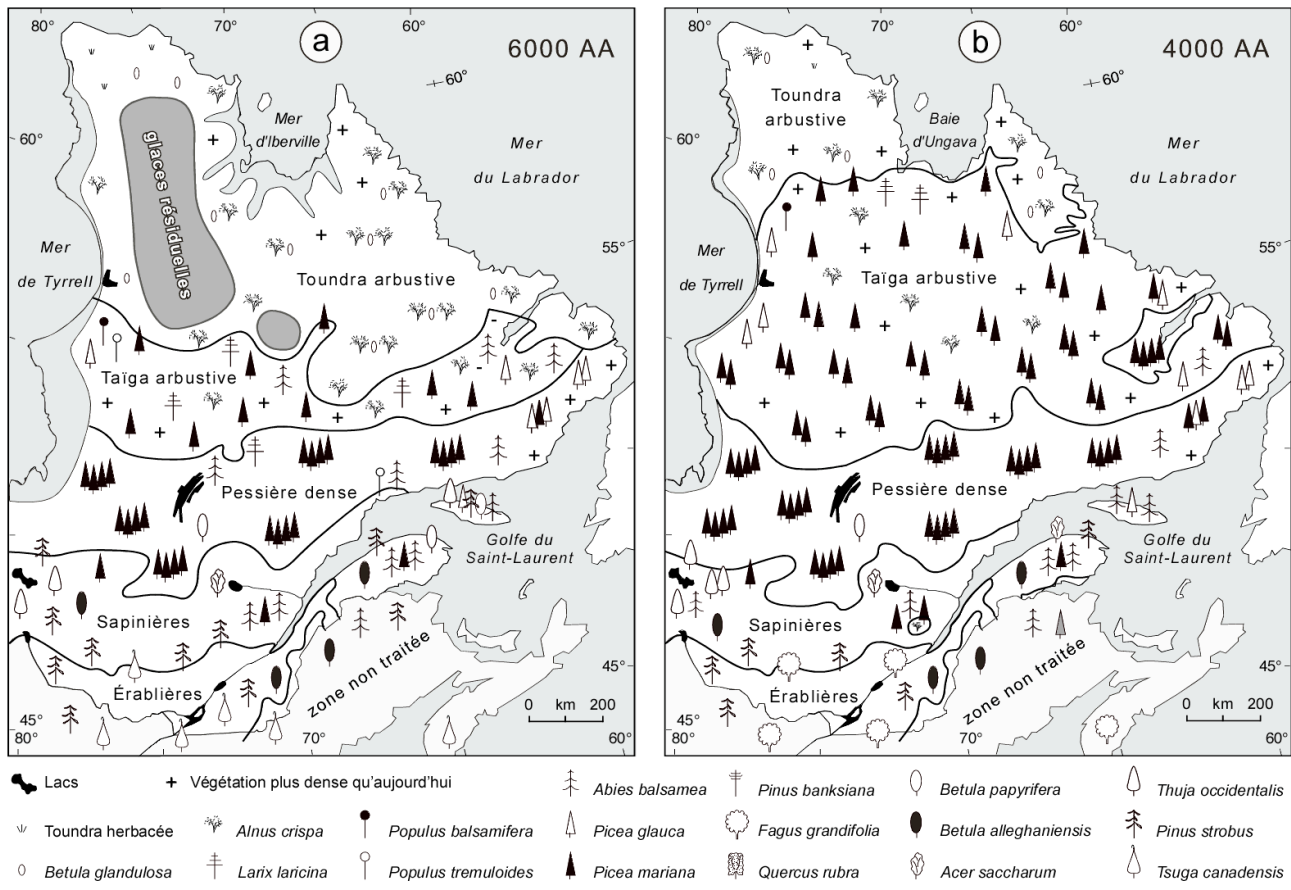 80° 70° 60°
a
6000 AA
60°
60°
glaces résiduelles
Mer
d'Iberville
Mer
du Labrador
Mer
de Tyrrell
55°
Toundra arbustive
Taïga arbustive
Pessière dense
Golfe du
Saint-Laurent
Sapinières
Érablières
zone non traitée
45°
45°
0 km 200
80° 70° 60°
80° 70° 60°
b
4000 AA
60°
60°
Toundra
arbustive
Baie
d'Ungava
Mer
du Labrador
Mer
de Tyrrell
55°
Taïga arbustive
Pessière dense
Golfe du
Saint-Laurent
Sapinières
Érablières
zone non traitée
45°
45°
0 km 200
80° 70° 60°
Lacs
Végétation plus dense qu'aujourd'hui
Abies balsamea
Pinus banksiana
Betula papyrifera
Thuja occidentalis
Toundra herbacée
Alnus crispa
Populus balsamifera
Picea glauca
Fagus grandifolia
Betula alleghaniensis
Pinus strobus
Betula glandulosa
Larix laricina
Populus tremuloides
Picea mariana
Quercus rubra
Acer saccharum
Tsuga canadensis